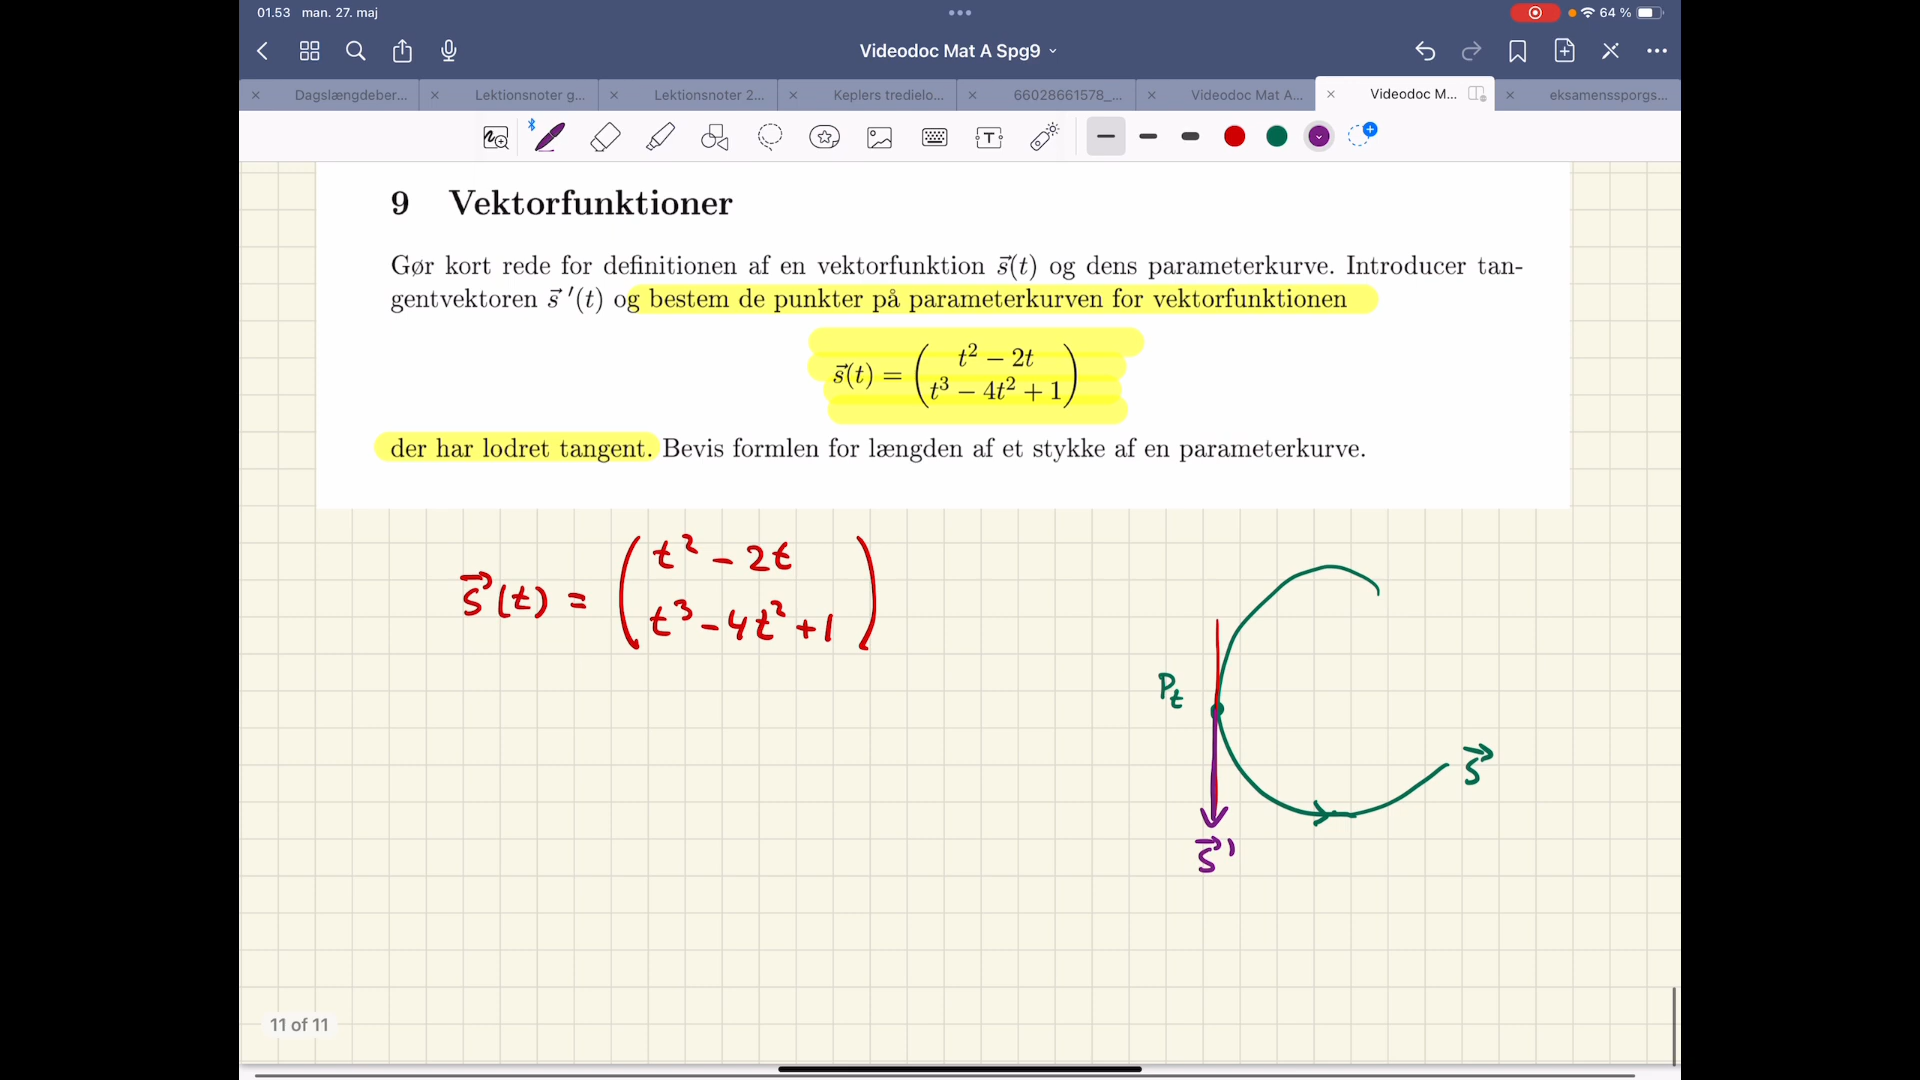 01.53 man. 27. maj
64 %
Videodoc Mat A Spg9
Dagslængdeber...
Lektionsnoter g...
Lektionsnoter 2...
Keplers tredielo...
66028661578_...
Videodoc Mat A...
Videodoc M...
eksamenssporgs...
9 Vektorfunktioner
Gør kort rede for definitionen af en vektorfunktion s⃗(t) og dens parameterkurve. Introducer tan-
gentvektoren s⃗ ′(t) og bestem de punkter på parameterkurven for vektorfunktionen
s⃗(t) = (t² − 2t
t³ − 4t² + 1)
der har lodret tangent. Bevis formlen for længden af et stykke af en parameterkurve.
s⃗(t) = (t² − 2t
t³ − 4t² + 1)
Pt
s⃗
s⃗'
11 of 11